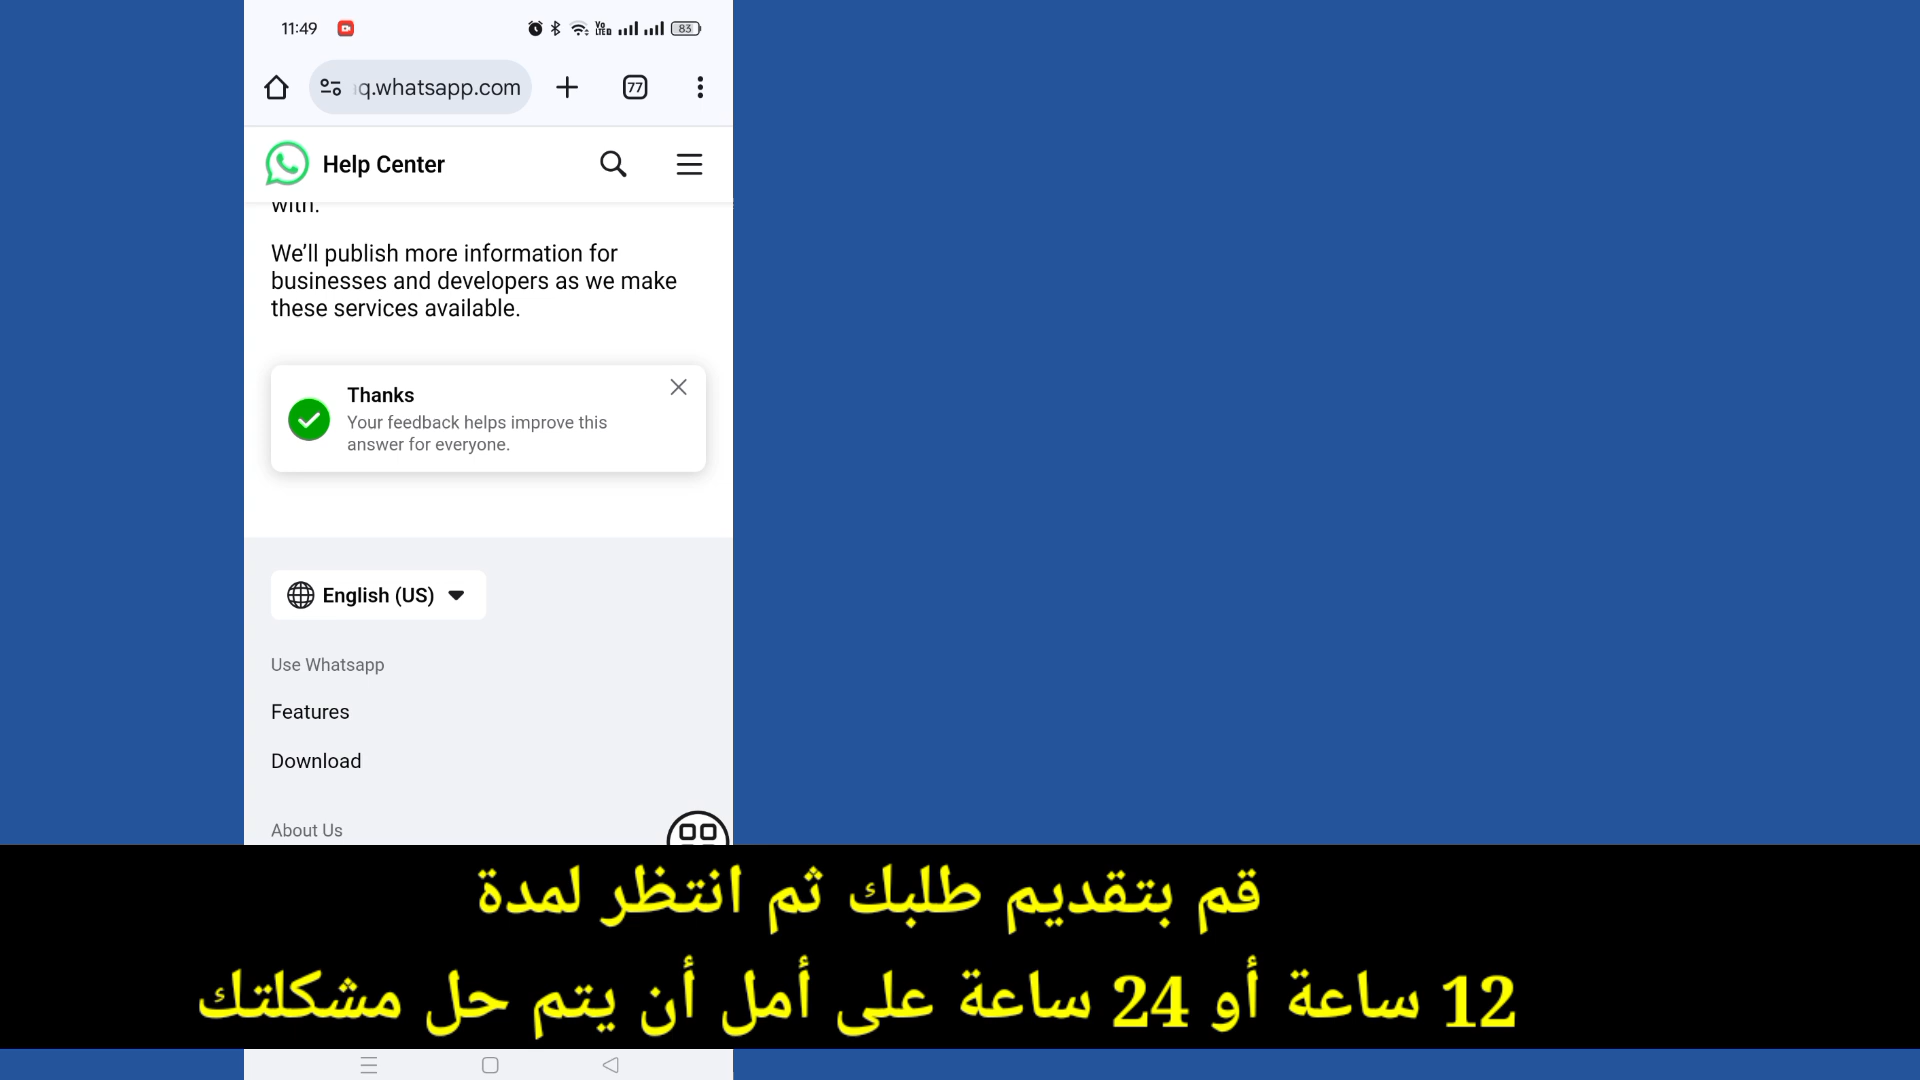 11:49
83
q.whatsapp.com
77
Help Center
with.
We’ll publish more information for
businesses and developers as we make
these services available.
Thanks
Your feedback helps improve this
answer for everyone.
English (US)
Use Whatsapp
Features
Download
About Us
قم بتقديم طلبك ثم انتظر لمدة
12 ساعة أو 24 ساعة على أمل أن يتم حل مشكلتك